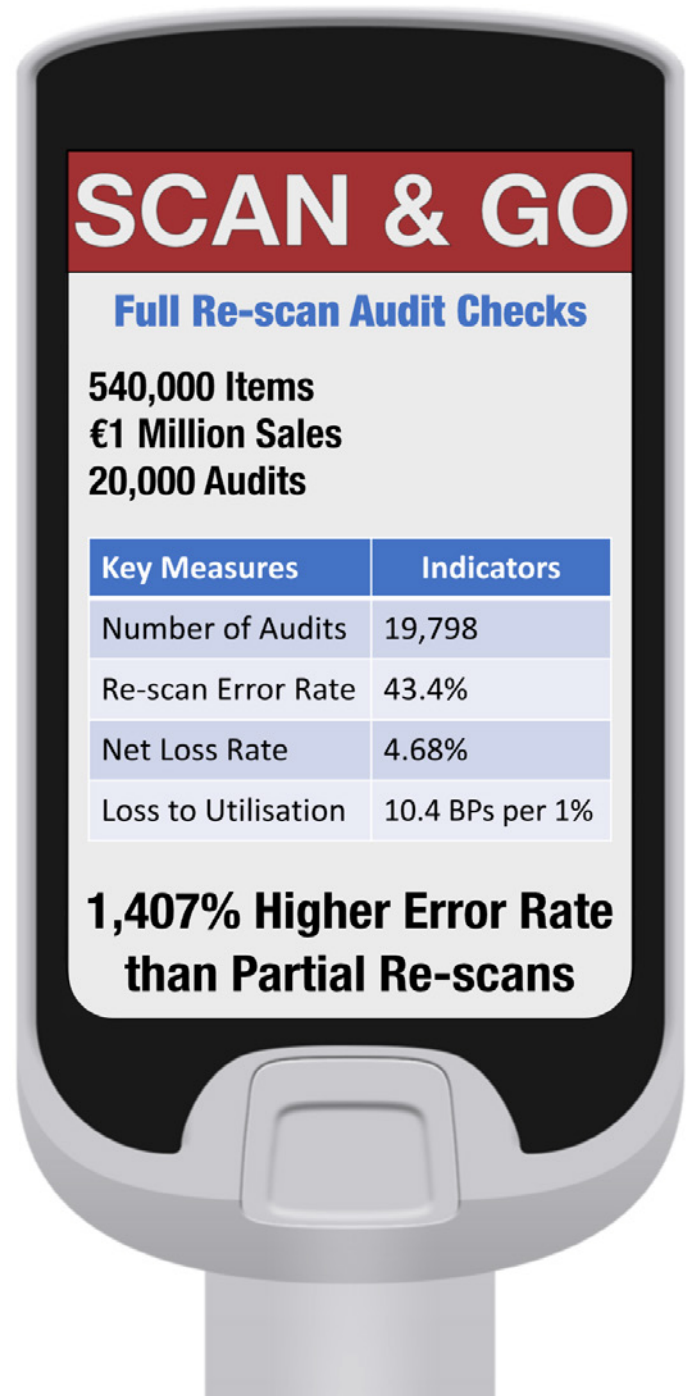 SCAN & GO
Full Re-scan Audit Checks
540,000 Items
€1 Million Sales
20,000 Audits
Key Measures Indicators
Number of Audits 19,798
Re-scan Error Rate 43.4%
Net Loss Rate 4.68%
Loss to Utilisation 10.4 BPs per 1%
1,407% Higher Error Rate
than Partial Re-scans